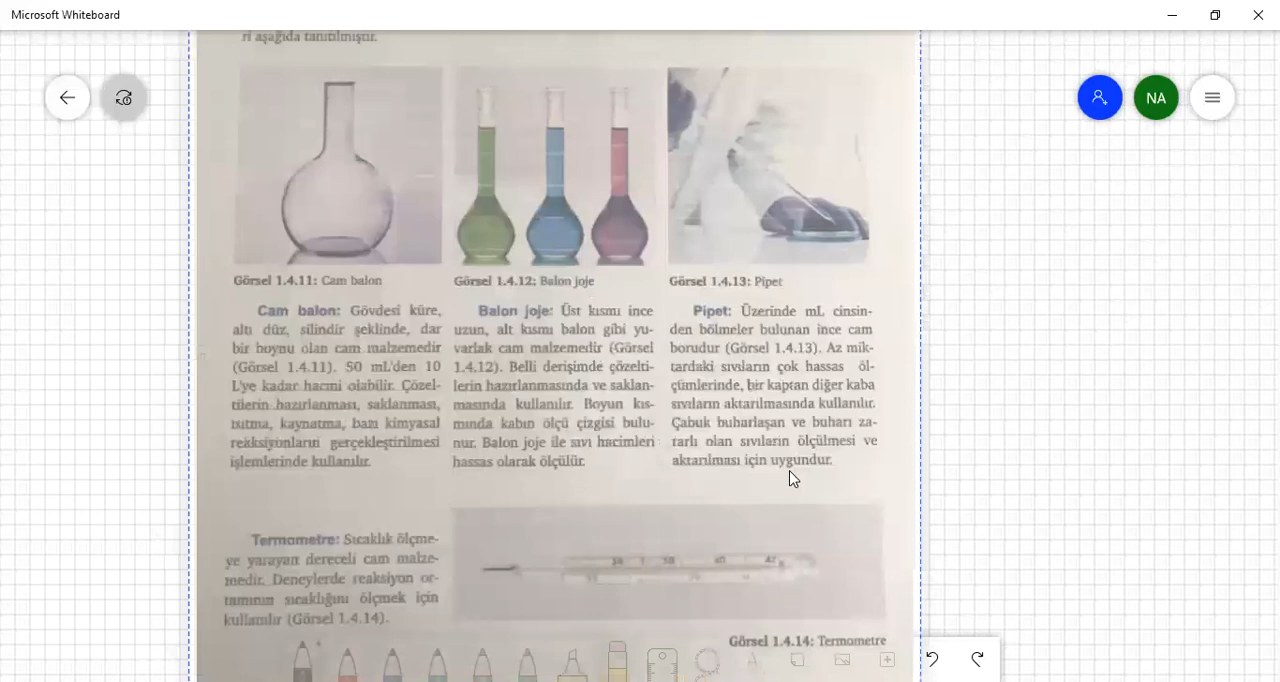 Microsoft Whiteboard
NA
ri aşağıda tanıtılmıştır.
Görsel 1.4.11: Cam balon
Görsel 1.4.12: Balon joje
Görsel 1.4.13: Pipet
Cam balon: Gövdesi küre,
altı düz, silindir şeklinde, dar
bir boynu olan cam malzemedir
(Görsel 1.4.11). 50 mL'den 10
L'ye kadar hacmi olabilir. Çözel-
tilerin hazırlanması, saklanması,
ısıtma, kaynatma, bazı kimyasal
reaksiyonların gerçekleştirilmesi
işlemlerinde kullanılır.
Balon joje: Üst kısmı ince
uzun, alt kısmı balon gibi yu-
varlak cam malzemedir (Görsel
1.4.12). Belli derişimde çözelti-
lerin hazırlanmasında ve saklan-
masında kullanılır. Boyun kıs-
mında kabın ölçü çizgisi bulu-
nur. Balon joje ile sıvı hacimleri
hassas olarak ölçülür.
Pipet: Üzerinde mL cinsin-
den bölmeler bulunan ince cam
borudur (Görsel 1.4.13). Az mik-
tardaki sıvıların çok hassas öl-
çümlerinde, bir kaptan diğer kaba
sıvıların aktarılmasında kullanılır.
Çabuk buharlaşan ve buharı za-
rarlı olan sıvıların ölçülmesi ve
aktarılması için uygundur.
Termometre: Sıcaklık ölçme-
ye yarayan dereceli cam malze-
medir. Deneylerde reaksiyon or-
tamının sıcaklığını ölçmek için
kullanılır (Görsel 1.4.14).
Görsel 1.4.14: Termometre